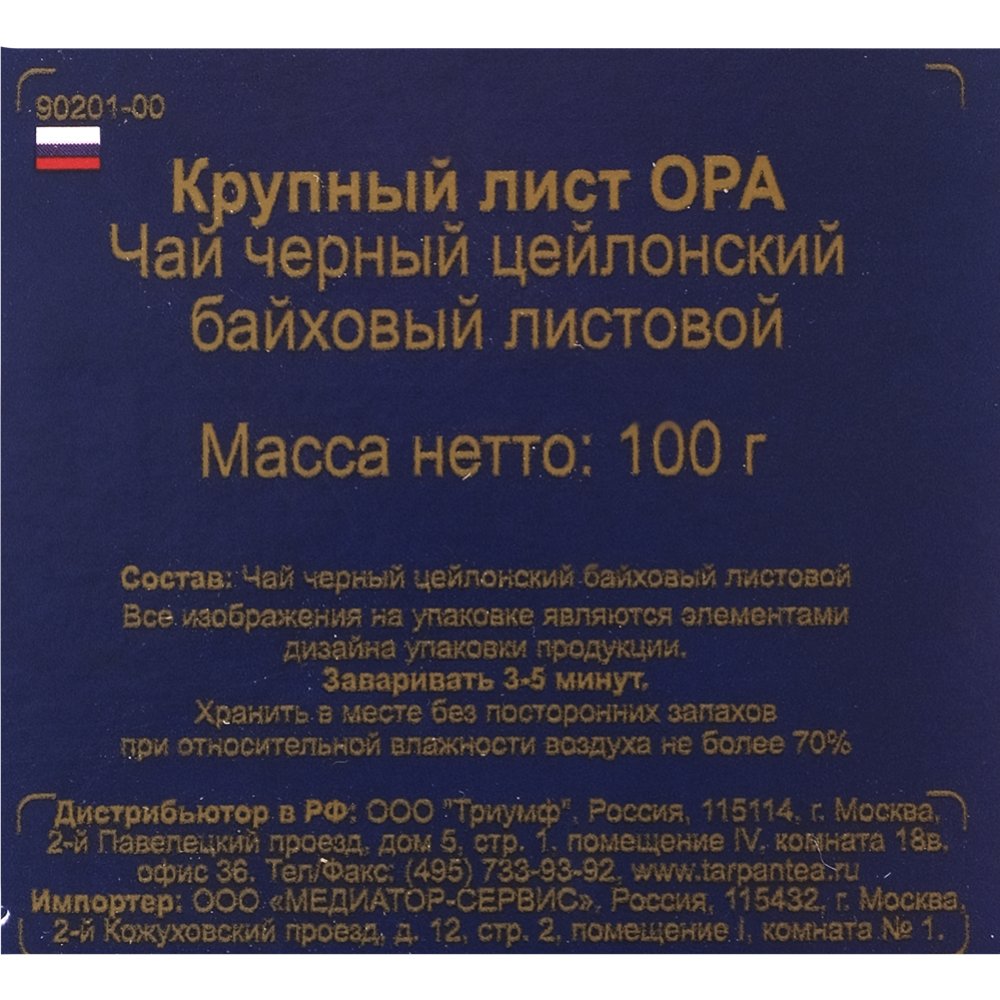 90201-00
Крупный лист ОРА
Чай черный цейлонский
байховый листовой
Масса нетто: 100 г
Состав: Чай черный цейлонский байховый листовой
Все изображения на упаковке являются элементами
дизайна упаковки продукции.
Заваривать 3-5 минут.
Хранить в месте без посторонних запахов
при относительной влажности воздуха не более 70%
Дистрибьютор в РФ: ООО "Триумф", Россия, 115114, г. Москва,
2-й Павелецкий проезд, дом 5, стр. 1, помещение IV, комната 18в,
офис 36. Тел/Факс: (495) 733-93-92, www.tarpantea.ru
Импортер: ООО «МЕДИАТОР-СЕРВИС», Россия, 115432, г. Москва,
2-й Кожуховский проезд, д. 12, стр. 2, помещение I, комната № 1.